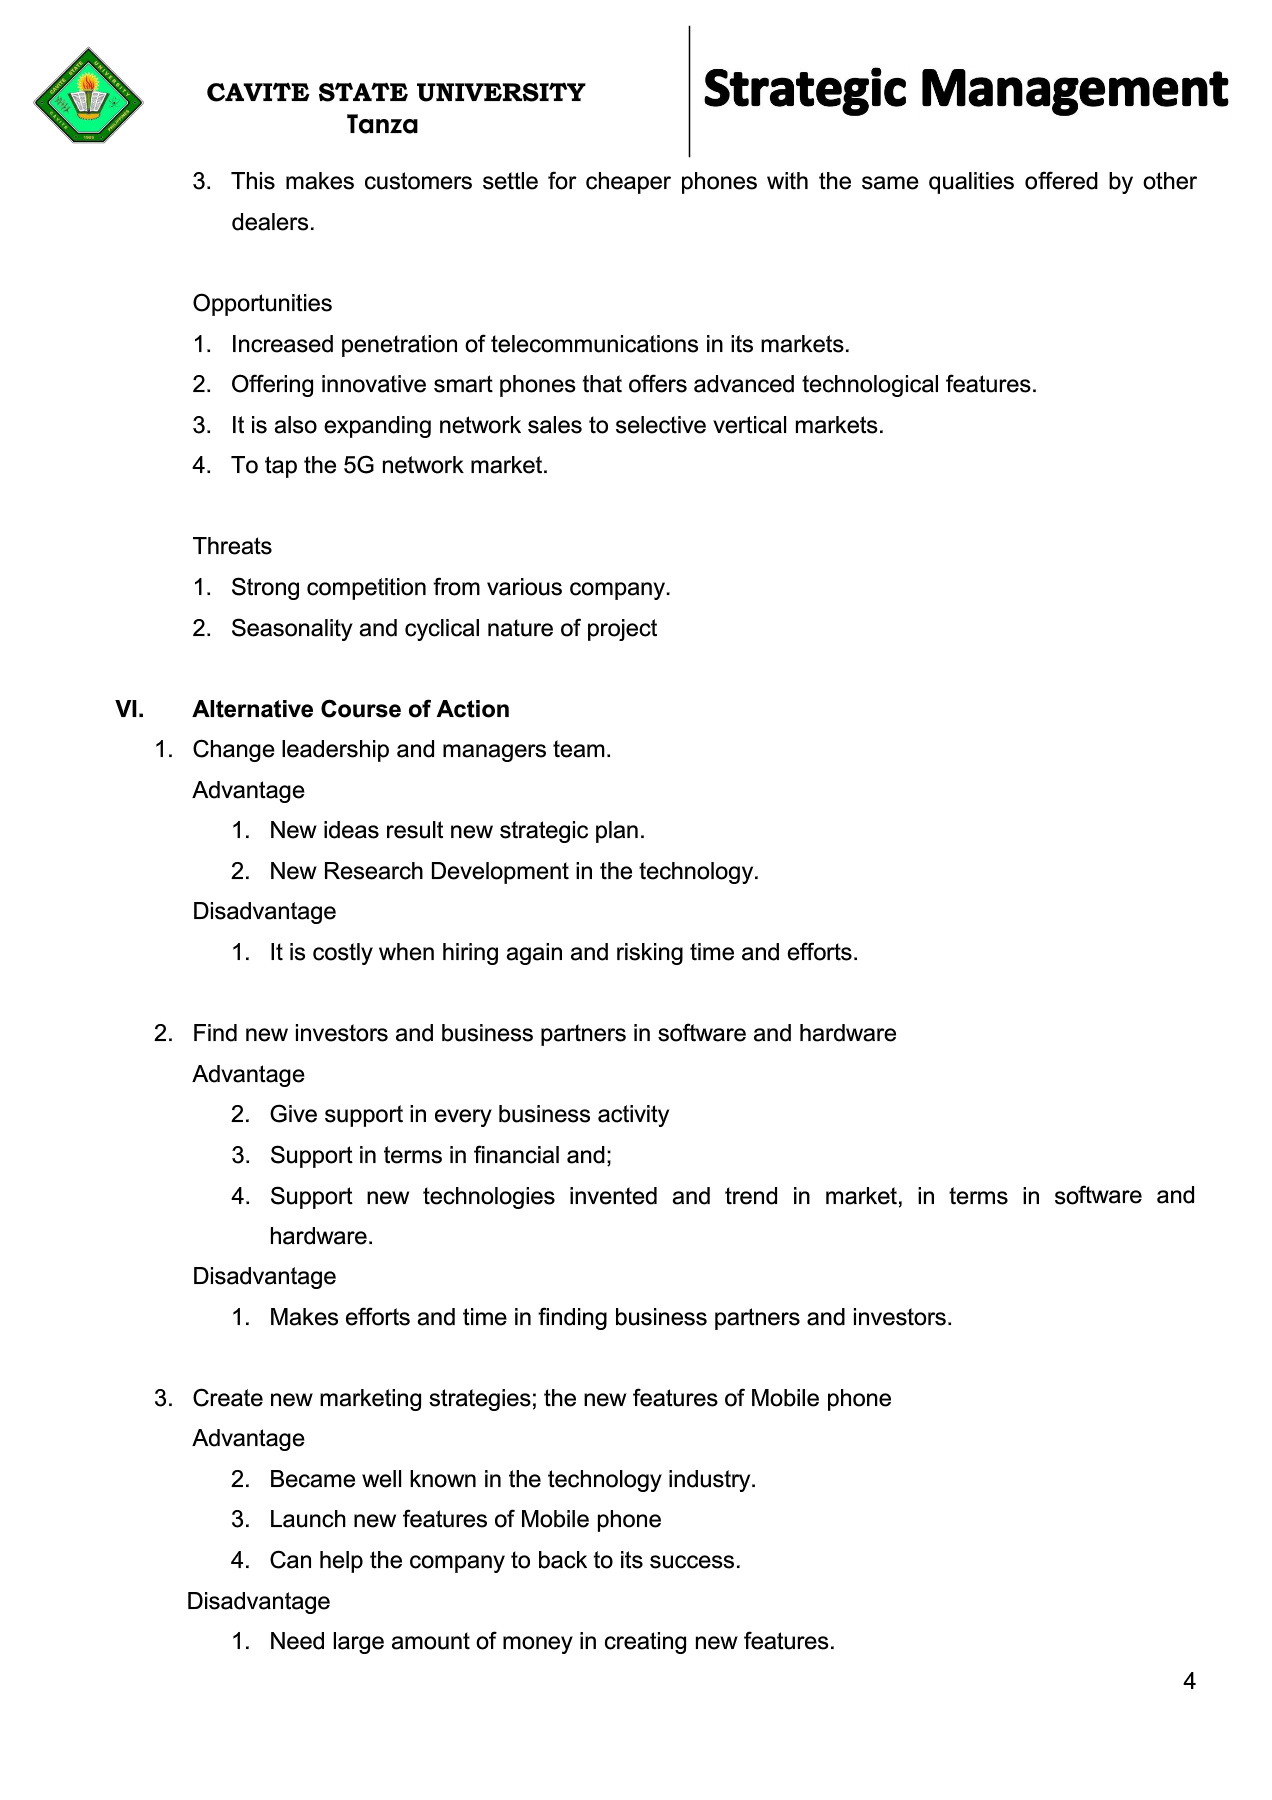 CAVITE STATE UNIVERSITY
Tanza
Strategic Management
3. This makes customers settle for cheaper phones with the same qualities offered by other
dealers.
Opportunities
1. Increased penetration of telecommunications in its markets.
2. Offering innovative smart phones that offers advanced technological features.
3. It is also expanding network sales to selective vertical markets.
4. To tap the 5G network market.
Threats
1. Strong competition from various company.
2. Seasonality and cyclical nature of project
VI. Alternative Course of Action
1. Change leadership and managers team.
Advantage
1. New ideas result new strategic plan.
2. New Research Development in the technology.
Disadvantage
1. It is costly when hiring again and risking time and efforts.
2. Find new investors and business partners in software and hardware
Advantage
2. Give support in every business activity
3. Support in terms in financial and;
4. Support new technologies invented and trend in market, in terms in software and
hardware.
Disadvantage
1. Makes efforts and time in finding business partners and investors.
3. Create new marketing strategies; the new features of Mobile phone
Advantage
2. Became well known in the technology industry.
3. Launch new features of Mobile phone
4. Can help the company to back to its success.
Disadvantage
1. Need large amount of money in creating new features.
4